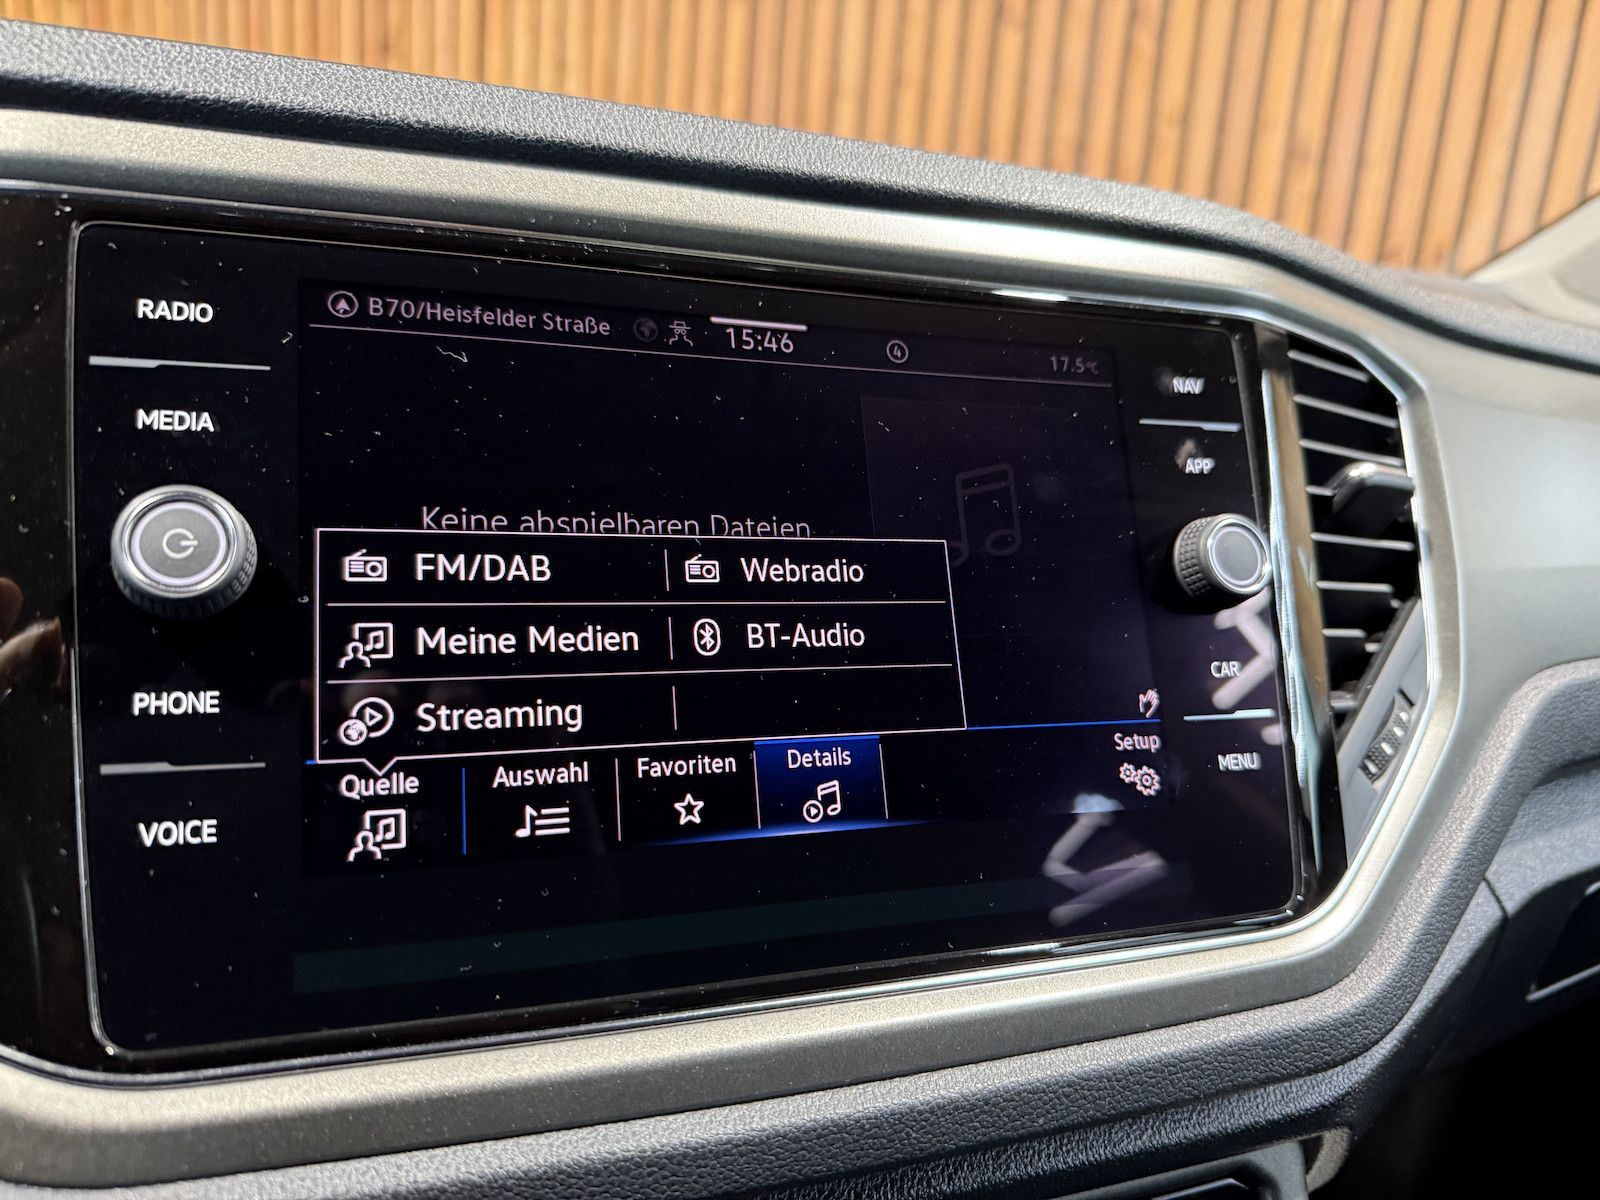 RADIO
MEDIA
PHONE
VOICE
B70/Heisfelder Straße
15:46
4
17.5°C
Keine abspielbaren Dateien
FM/DAB
Webradio
Meine Medien
BT-Audio
Streaming
Quelle
Auswahl
Favoriten
Details
Setup
NAV
APP
CAR
MENU